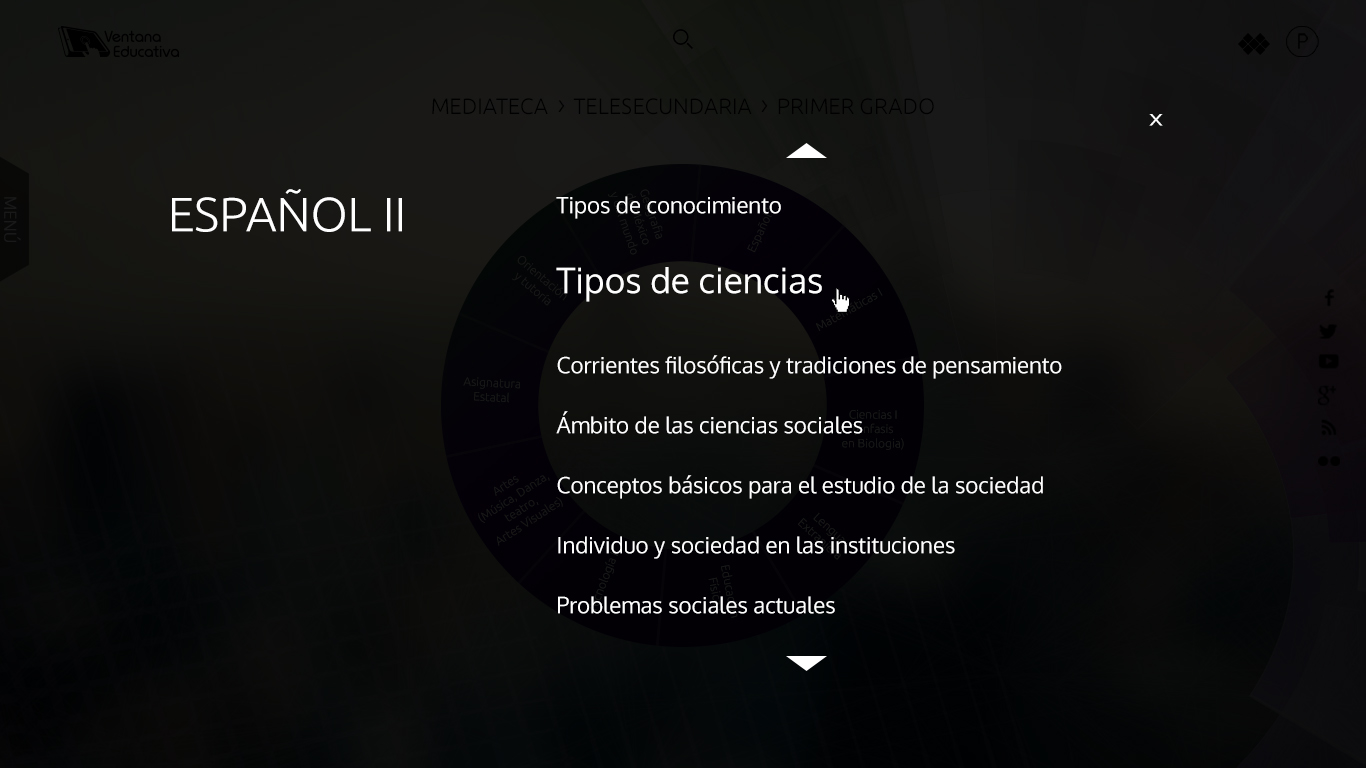 Ventana
Educativa
P
MEDIATECA › TELESECUNDARIA › PRIMER GRADO
x
MENÚ
ESPAÑOL II
Tipos de conocimiento
Tipos de ciencias
Corrientes filosóficas y tradiciones de pensamiento
Ámbito de las ciencias sociales
Conceptos básicos para el estudio de la sociedad
Individuo y sociedad en las instituciones
Problemas sociales actuales
Orientación
y tutoría
Asignatura
Estatal
Artes
(Música, Danza
teatro,
Artes Visuales)
Matemáticas I
Ciencias I
en Biología)